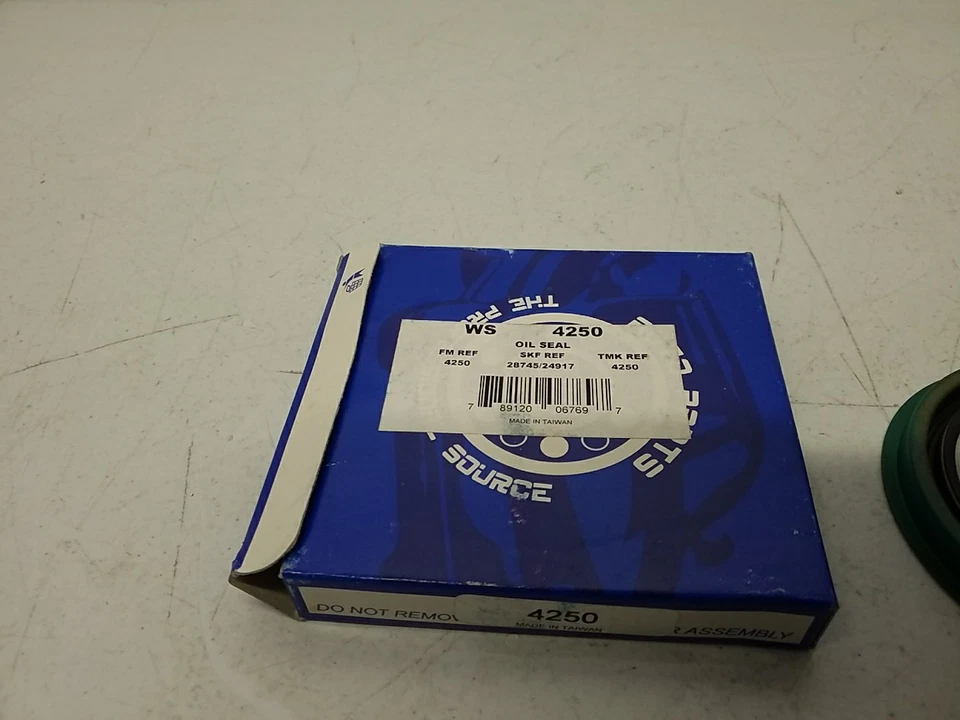 THE
WS 4250
OIL SEAL
FM REF SKF REF TMK REF
4250 28745/24917 4250
7 89120 06769 7
MADE IN TAIWAN
SOURCE
4250
MADE IN TAIWAN
DO NOT
ASSEMBLY